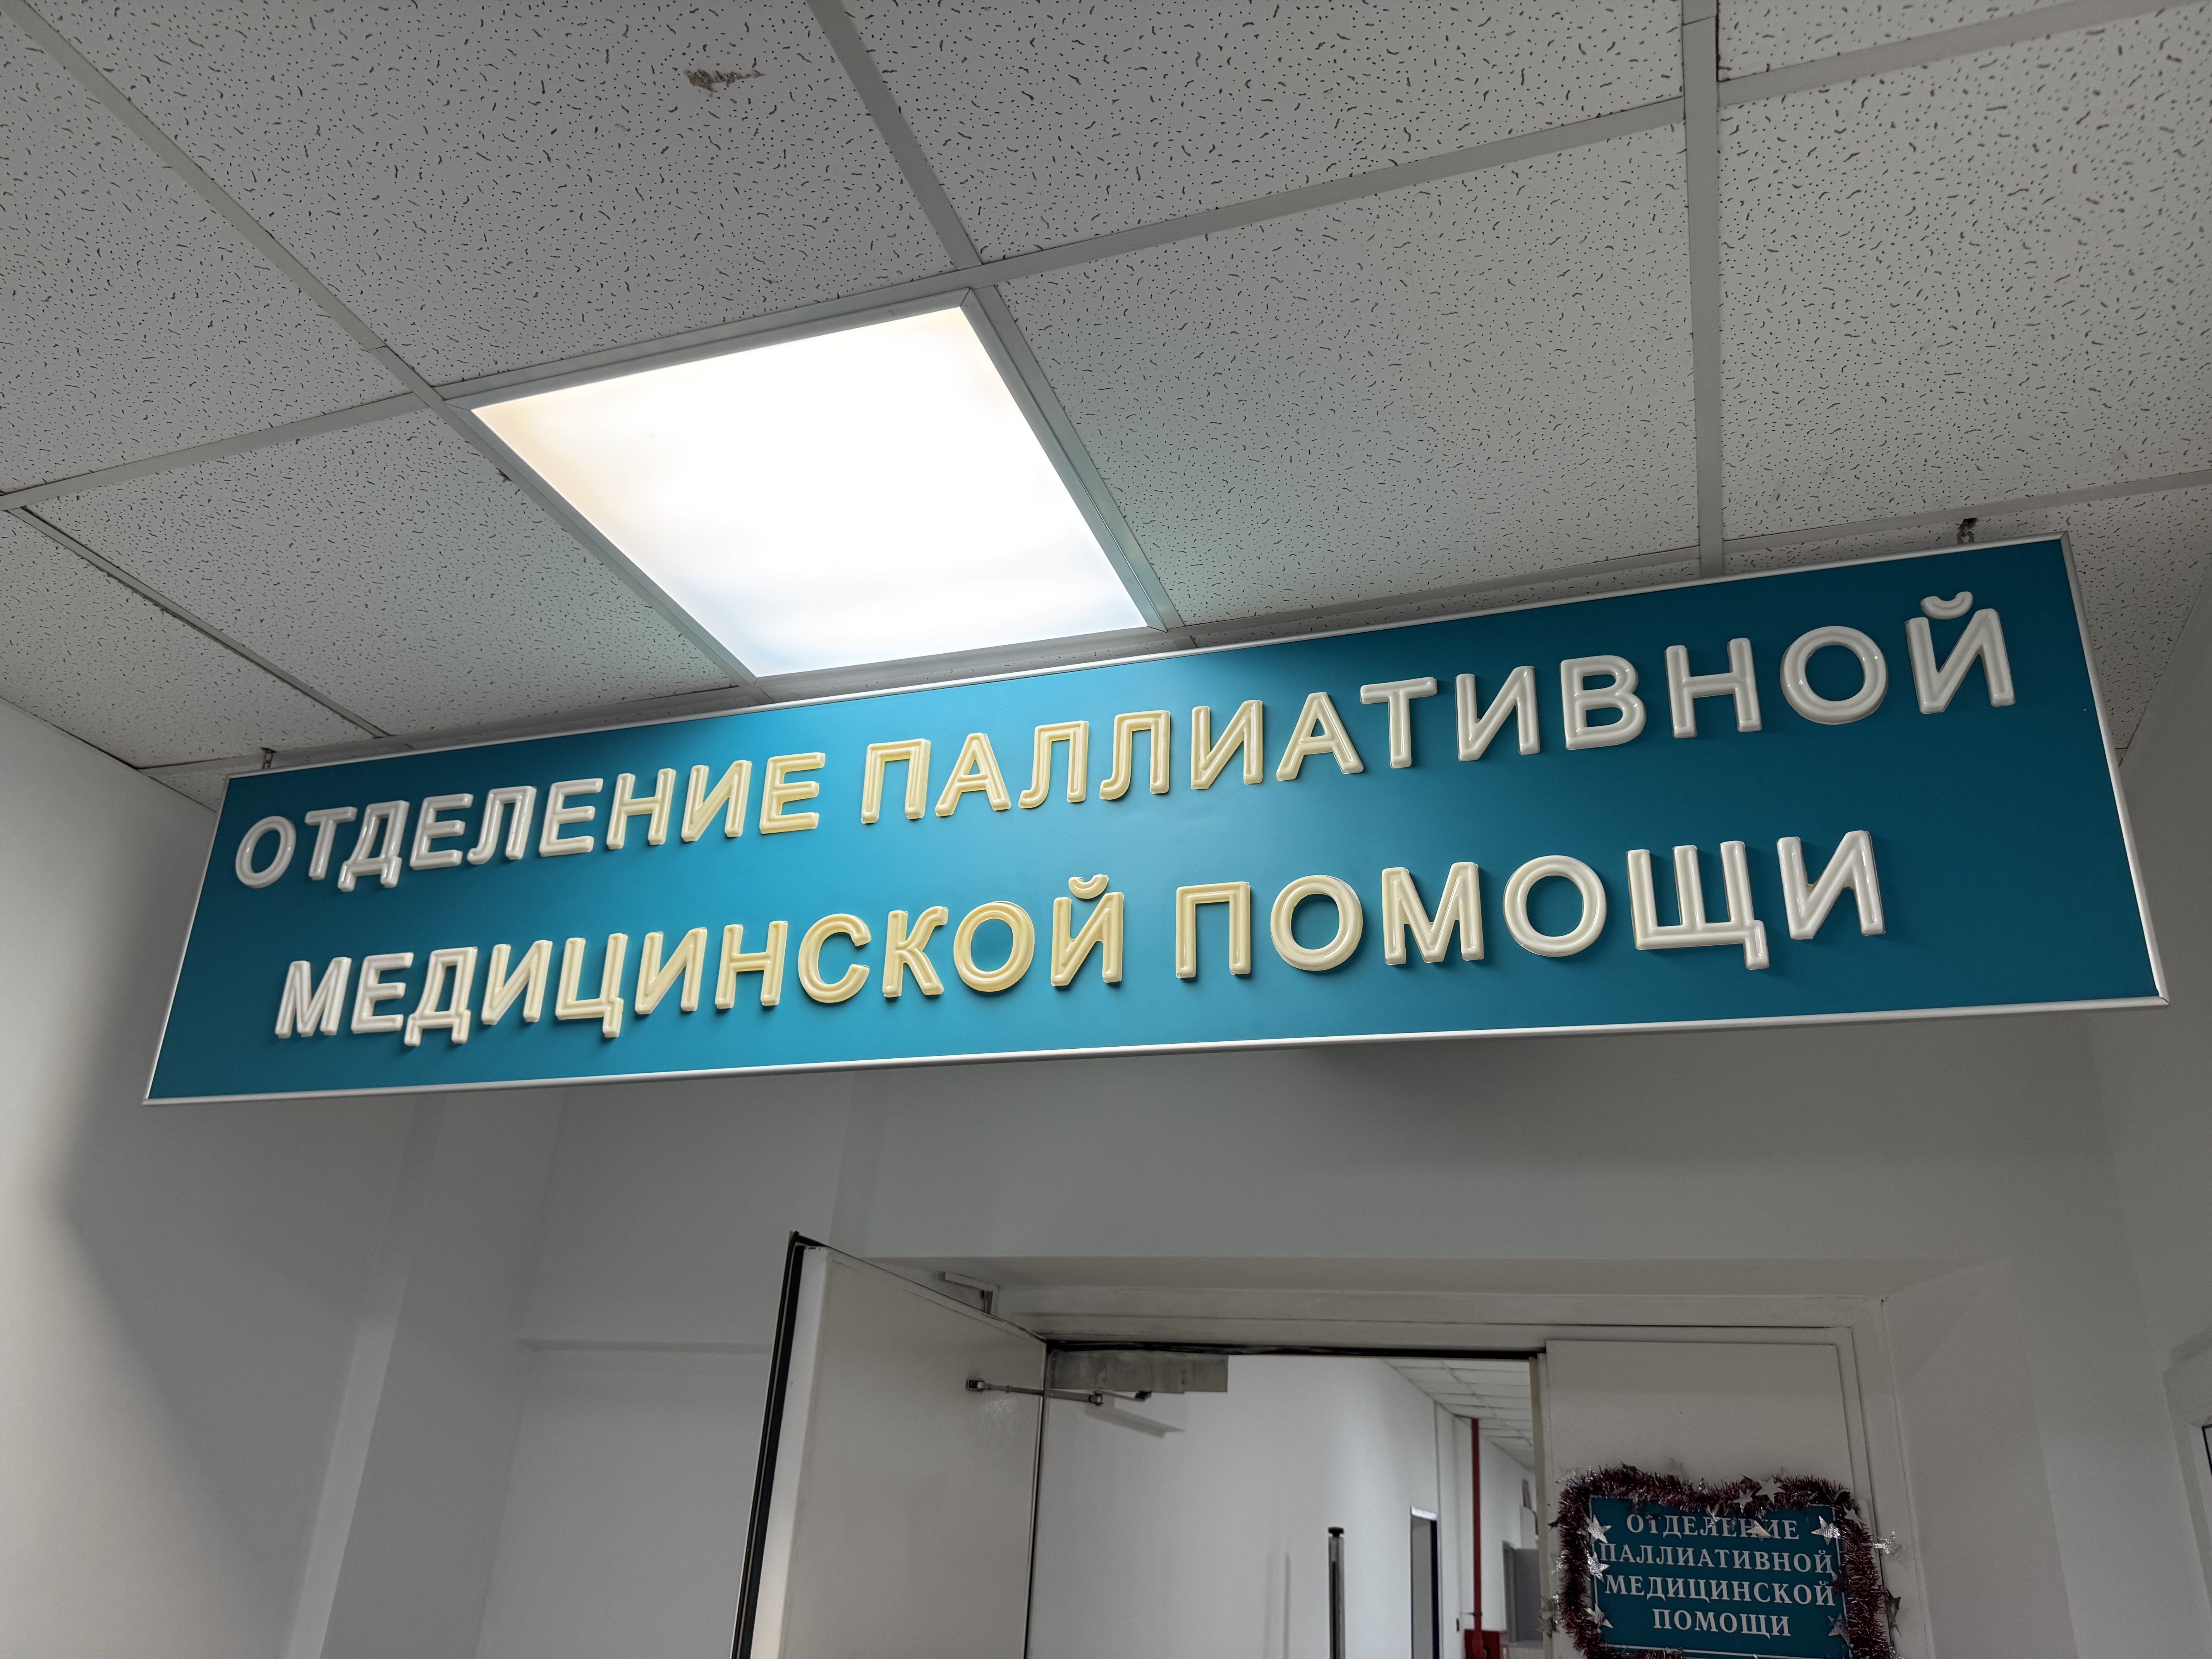 ОТДЕЛЕНИЕ ПАЛЛИАТИВНОЙ
МЕДИЦИНСКОЙ ПОМОЩИ
ОТДЕЛЕНИЕ
ПАЛЛИАТИВНОЙ
МЕДИЦИНСКОЙ
ПОМОЩИ